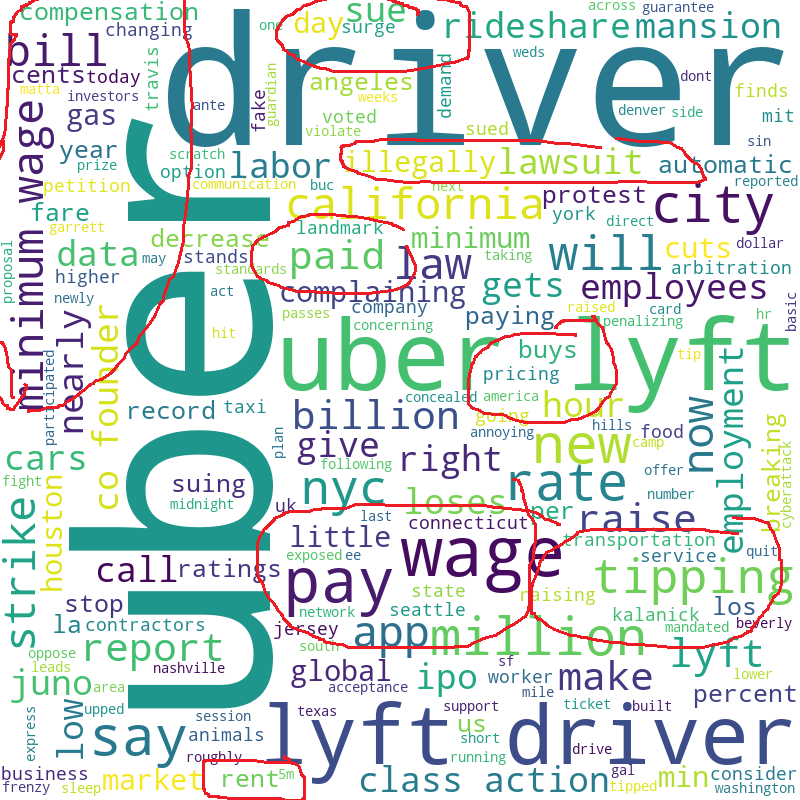 compensation
sue
across guarantee
changing
one day surge
rideshare mansion
bill
driver
weds
cents today
travis
angeles
demand
dont
matta
investors
ante
fake
guardian
weeks
finds
gas
voted
denver side
mit
violate
sued
sin
minimum wage
year
scratch
labor
illegally lawsuit
automatic
prize
option
reported
petition
communication
buc
next
protest
city
fare
california
york
direct
garrett
landmark
data
decrease
paid
minimum
will
cuts
dollar
may
stands
law
taking
arbitration
proposal
higher
standards
complaining
gets
employees
newly
act
passes
company
paying
raised
card
hr
basic
concerning
penalizing
uber
hit
uber
lyft
buys
tip
nearly
co founder
participated
pricing
record
taxi
concealed
america
hour
billion
going
hills
food
now
employment
plan
annoying
camp
cars
give
right
new
breaking
cyberattack
fight
following
offer
suing
nyc
rate
number
strike
houston
midnight
uk
loses
per
raise
last
connecticut
little
wage
transportation
call
ratings
exposed
ee
service
quit
pay
state
tipping
stop
network
seattle
raising
los
la
contractors
jersey
app
million
kalanick
mandated
beverly
report
south
oppose
leads
nashville
global
sf
lyft
juno
area
acceptance
ipo
worker
make
lower
mile
percent
express
low
upped
session
texas
support
ticket
built
say
animals
lyft driver
us
short
roughly
running
drive
business
market
rent
5m
class action
gal
min
consider
frenzy
sleep
tipped
washington